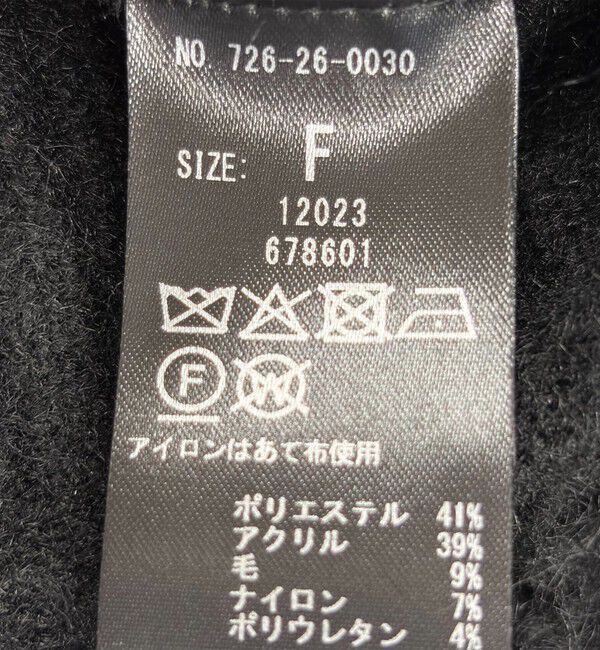 NO. 726-26-0030
SIZE: F
12023
678601
F W
アイロンはあて布使用
ポリエステル 41%
アクリル 39%
毛 9%
ナイロン 7%
ポリウレタン 4%